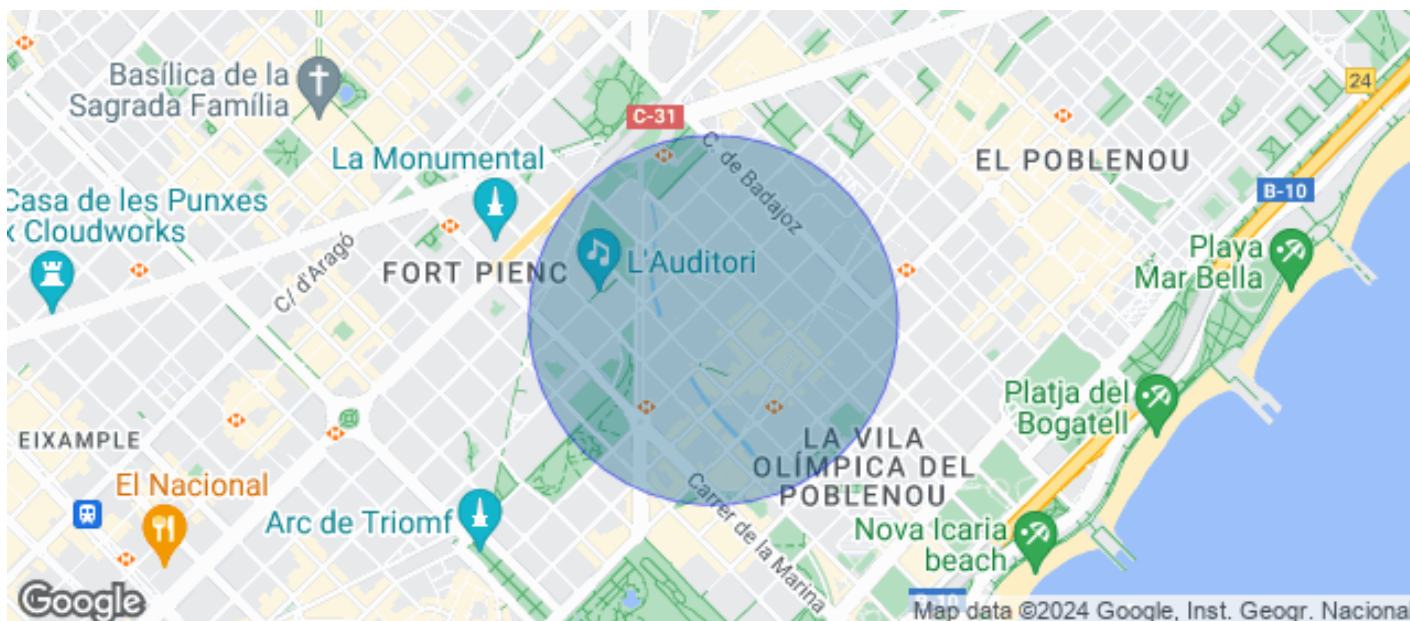 Basílica de la
Sagrada Família
C-31
24
La Monumental
C. de Badajoz
EL POBLENOU
B-10
Casa de les Punxes
x Cloudworks
C/ d'Aragó
FORT PIENC
L'Auditori
Playa
Mar Bella
Platja del
Bogatell
EIXAMPLE
LA VILA
OLÍMPICA DEL
POBLENOU
El Nacional
Arc de Triomf
Carrer de la Marina
Nova Icaria
beach
B-10
Google
Map data ©2024 Google, Inst. Geogr. Nacional